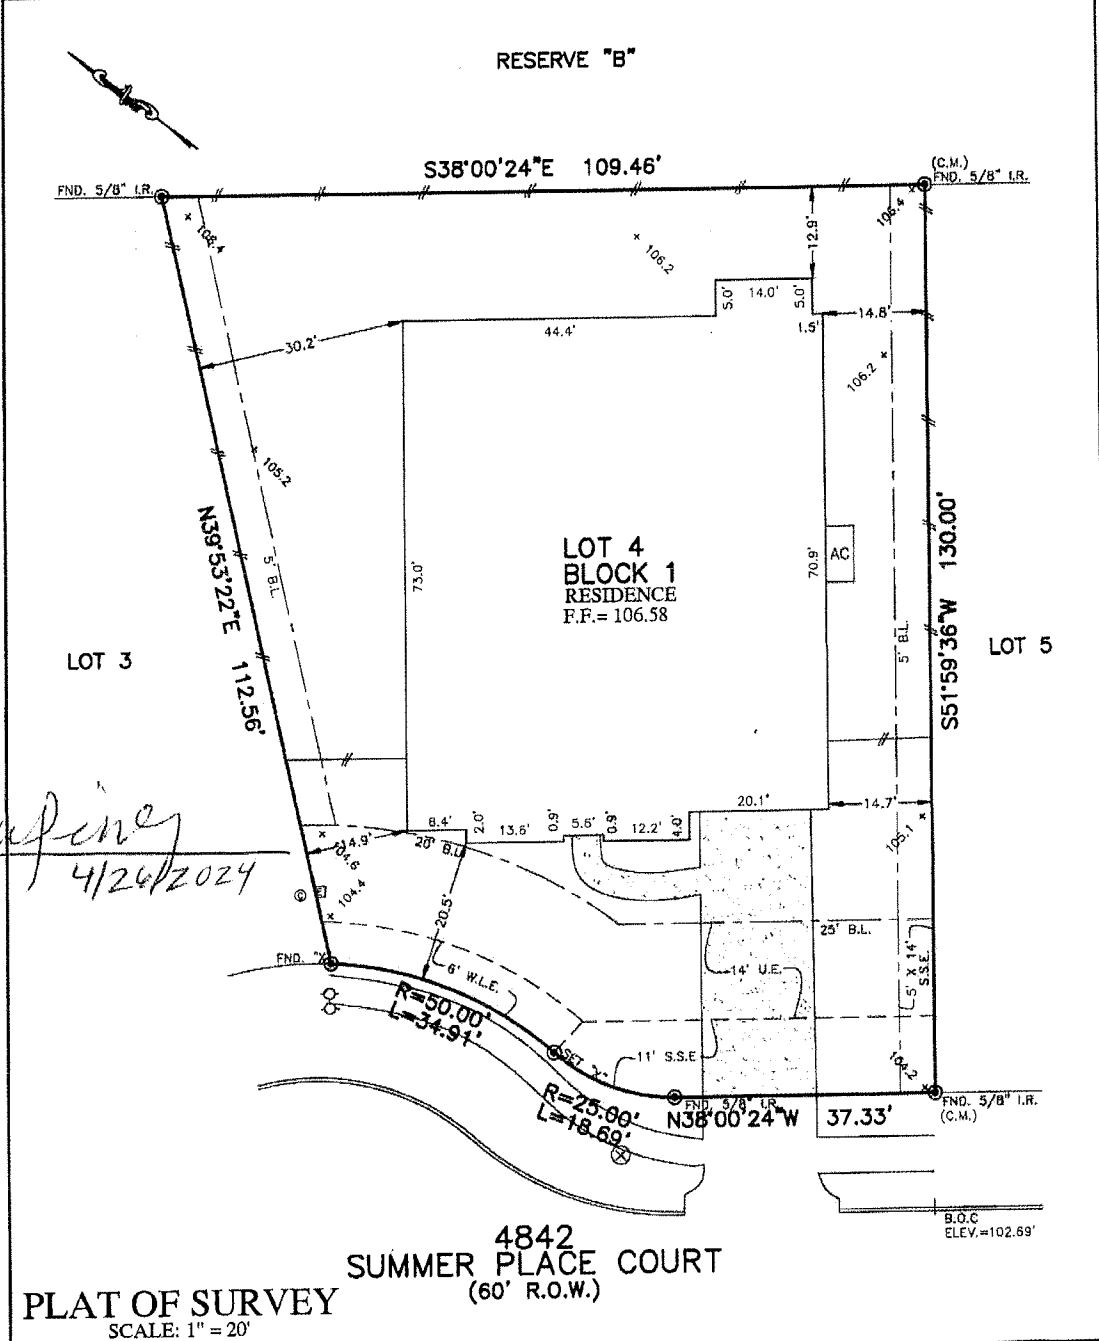 RESERVE "B"
S38°00'24"E 109.46'
(C.M.)
FND. 5/8" I.R.
FND. 5/8" I.R.
106.4
106.4
106.2
12.9'
5.0'
14.0'
5.0'
44.4'
1.5'
14.8'
30.2'
106.2
105.2
N39°53'22"E 112.56'
5' B.L.
73.0'
LOT 4
BLOCK 1
RESIDENCE
F.F.= 106.58
70.9'
AC
5' B.L.
S51°59'36"W 130.00'
LOT 3
LOT 5
20.1'
14.7'
8.4'
2.0'
13.6'
0.9'
5.6'
0.9'
12.2'
4.0'
14.9'
20' B.L.
104.6
105.1
4/26/2024
C
E
104.4
20.5'
25' B.L.
FND. "X"
6' W.L.E.
14' U.E.
5' X 14'
S.S.E.
R=50.00'
L=34.91'
SET "X"
11' S.S.E
104.2
R=25.00'
L=18.69'
FND. 5/8" I.R.
N38°00'24"W 37.33'
FND. 5/8" I.R.
(C.M.)
B.O.C
ELEV.=102.69'
4842
SUMMER PLACE COURT
(60' R.O.W.)
PLAT OF SURVEY
SCALE: 1" = 20'